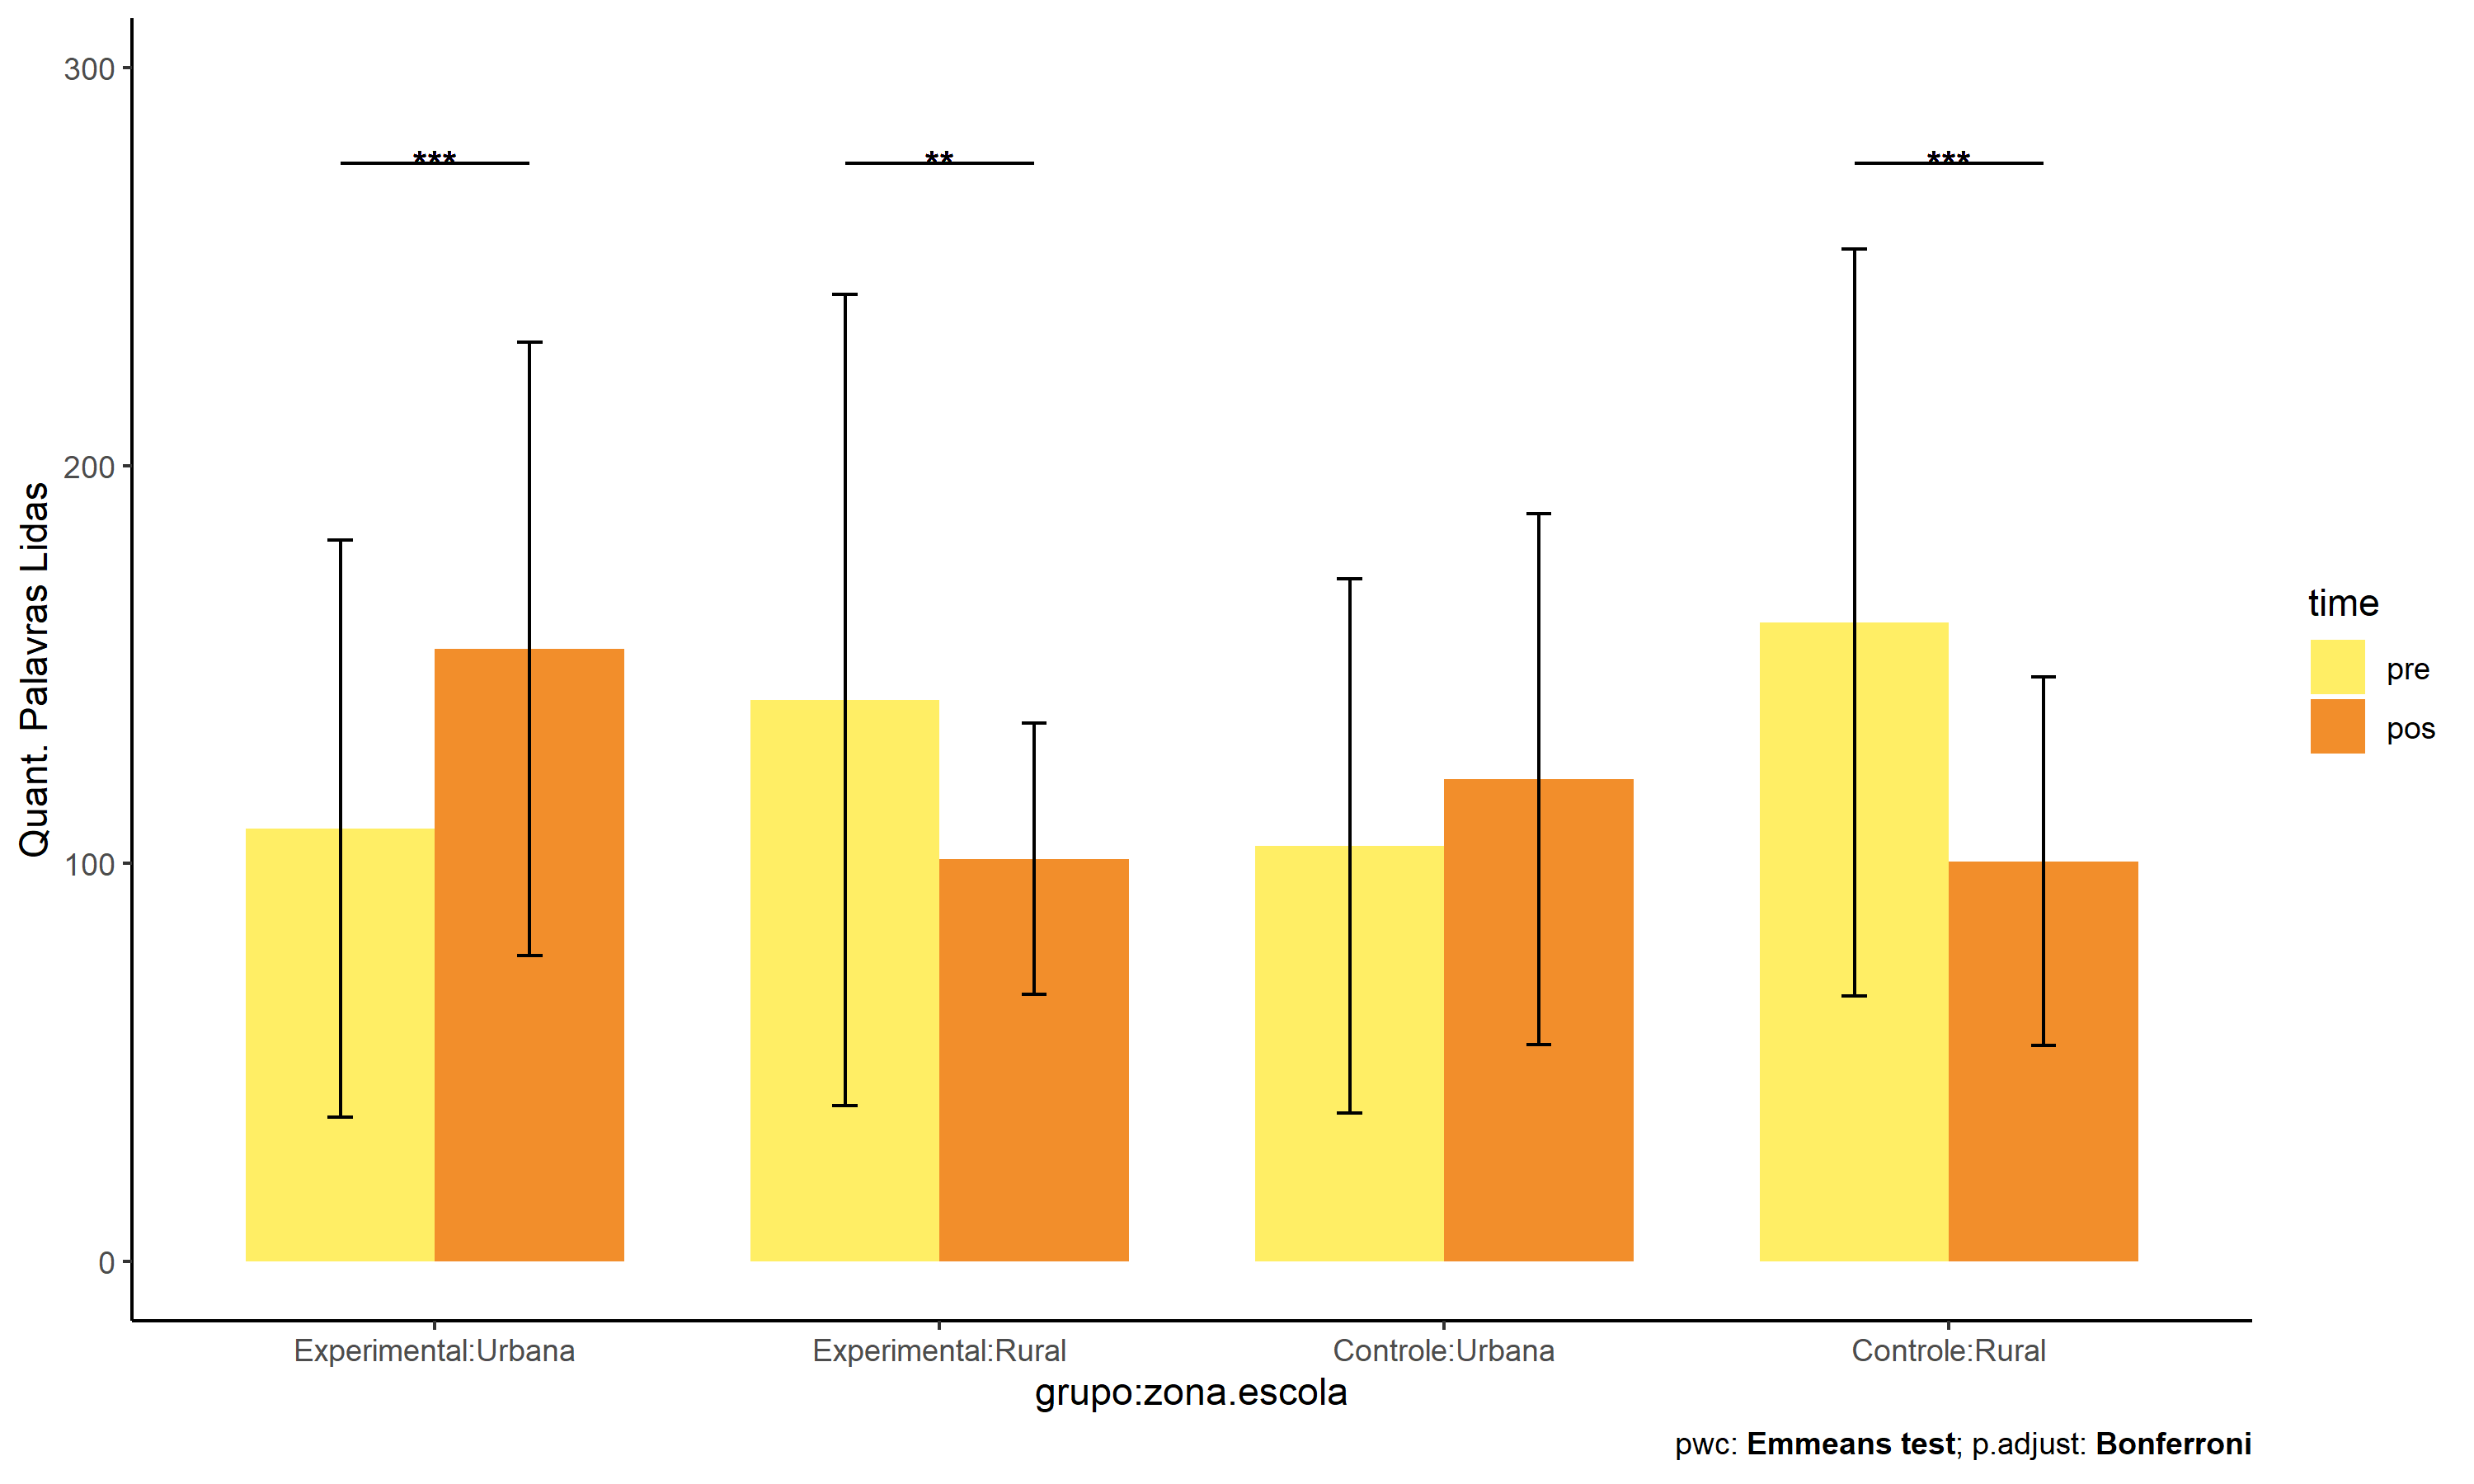 Quant. Palavras Lidas
300
200
100
0
***
**
***
Experimental:Urbana
Experimental:Rural
Controle:Urbana
Controle:Rural
grupo:zona.escola
time
pre
pos
pwc: Emmeans test; p.adjust: Bonferroni